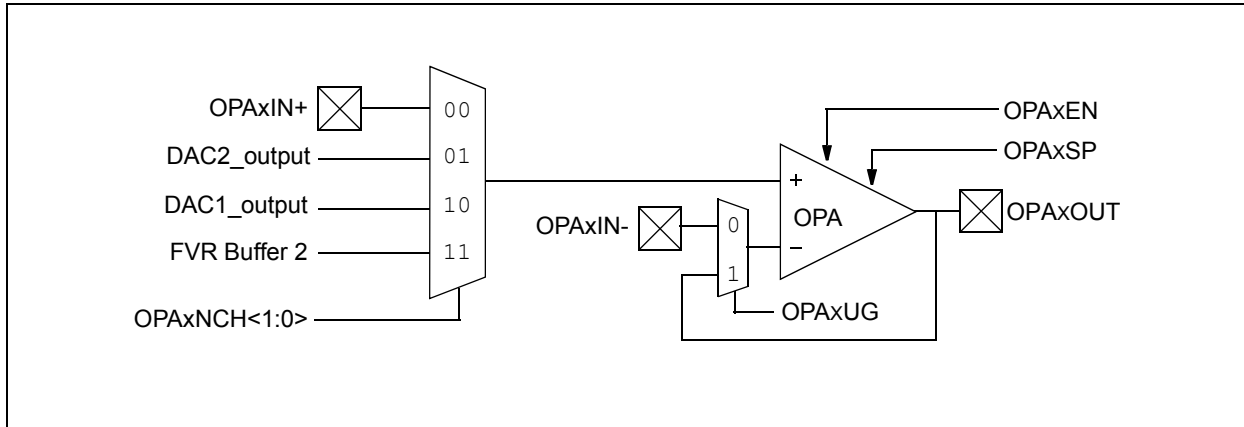 OPAxIN+
00
OPAxEN
DAC2_output
01
OPAxSP
DAC1_output
10
+
OPA
OPAxOUT
OPAxIN-
0
FVR Buffer 2
11
–
1
OPAxNCH<1:0>
OPAxUG